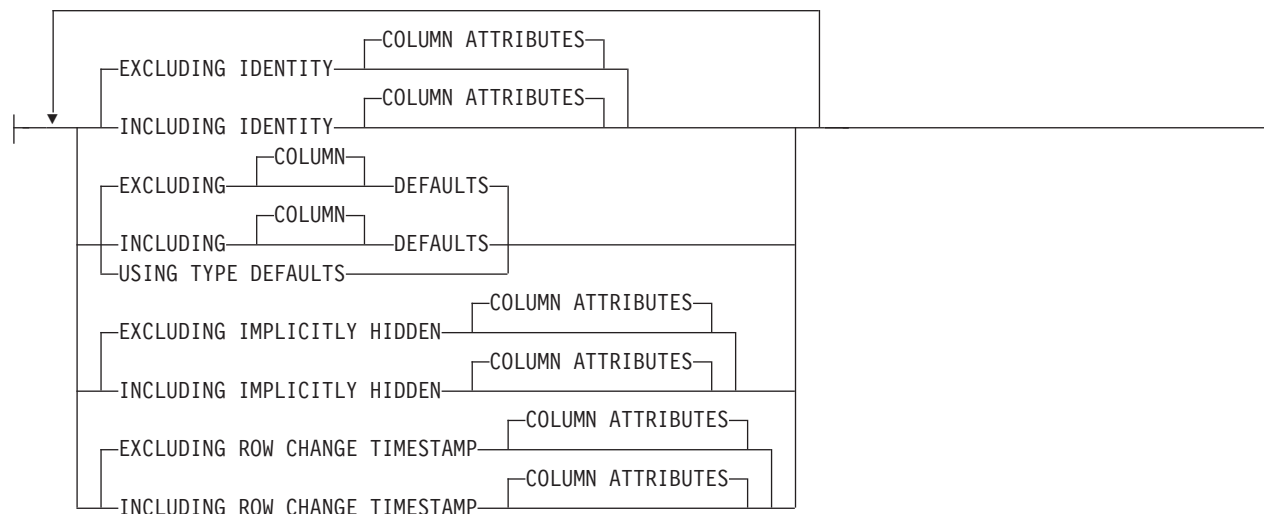 COLUMN ATTRIBUTES
EXCLUDING IDENTITY
COLUMN ATTRIBUTES
INCLUDING IDENTITY
COLUMN
EXCLUDING DEFAULTS
COLUMN
INCLUDING DEFAULTS
USING TYPE DEFAULTS
COLUMN ATTRIBUTES
EXCLUDING IMPLICITLY HIDDEN
COLUMN ATTRIBUTES
INCLUDING IMPLICITLY HIDDEN
COLUMN ATTRIBUTES
EXCLUDING ROW CHANGE TIMESTAMP
COLUMN ATTRIBUTES
INCLUDING ROW CHANGE TIMESTAMP